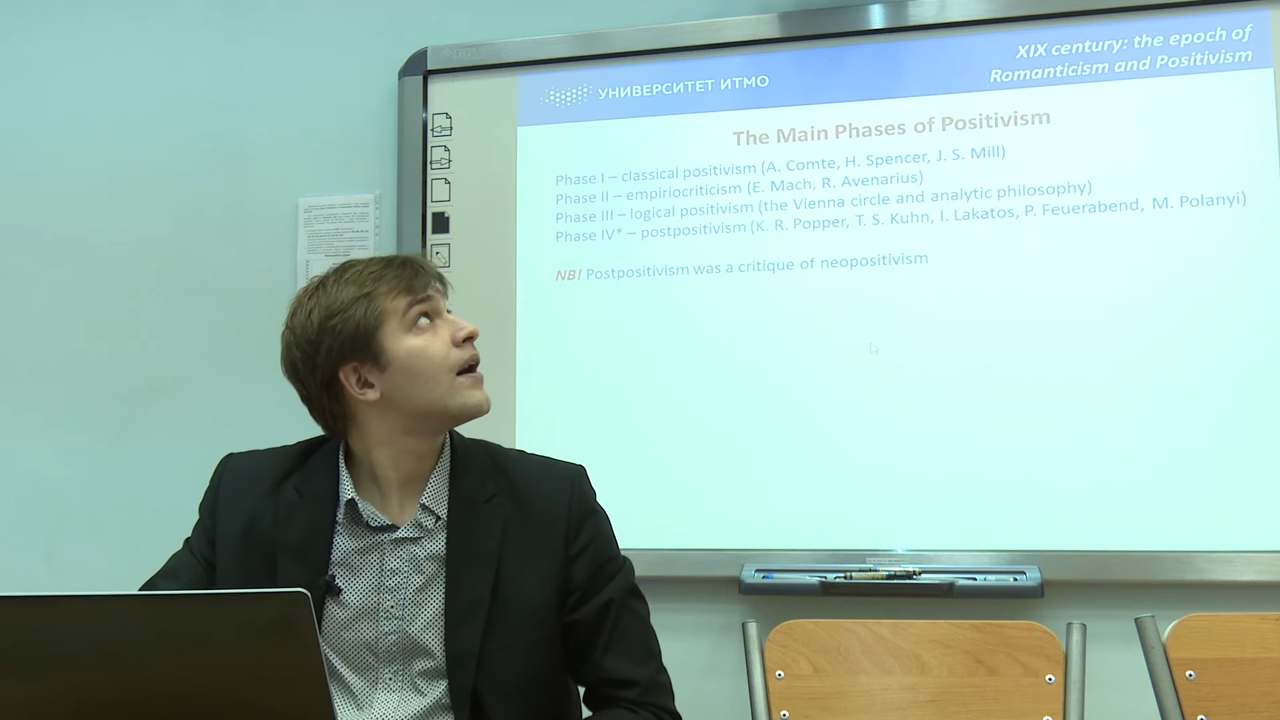 XIX century: the epoch of
Romanticism and Positivism
УНИВЕРСИТЕТ ИТМО
The Main Phases of Positivism
Phase I – classical positivism (A. Comte, H. Spencer, J. S. Mill)
Phase II – empiriocriticism (E. Mach, R. Avenarius)
Phase III – logical positivism (the Vienna circle and analytic philosophy)
Phase IV* – postpositivism (K. R. Popper, T. S. Kuhn, I. Lakatos, P. Feuerabend, M. Polanyi)
NB! Postpositivism was a critique of neopositivism